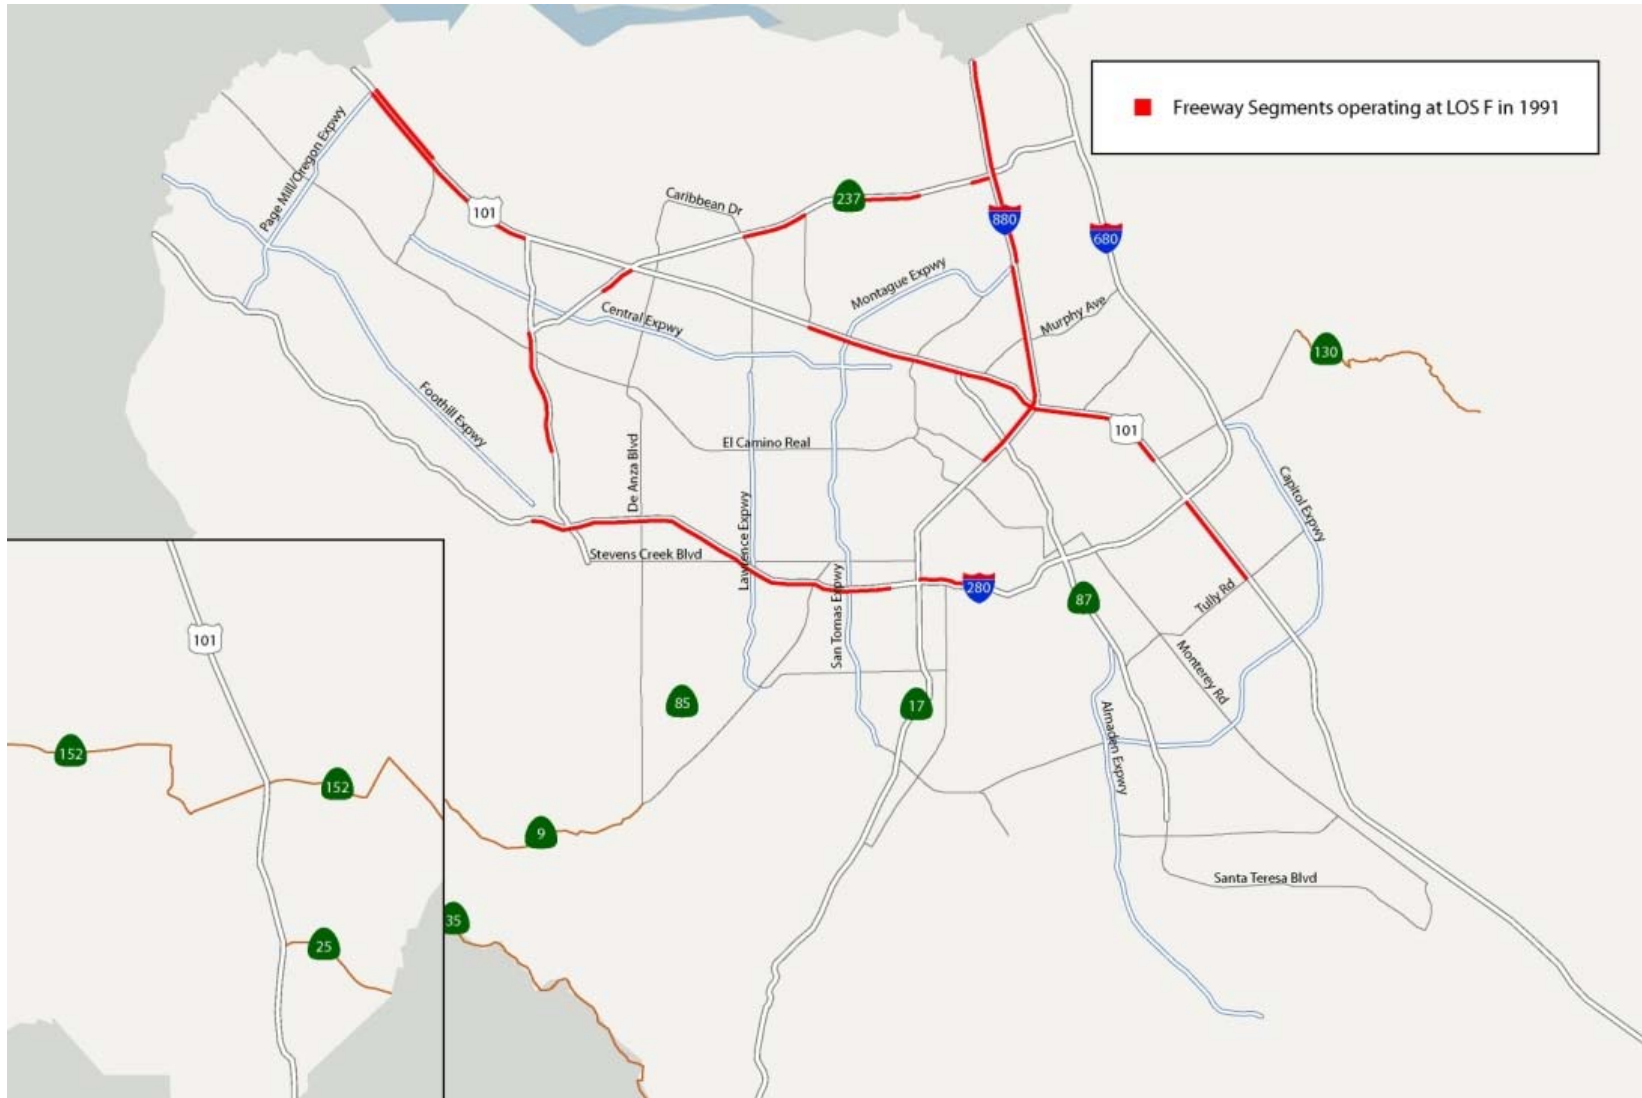 Freeway Segments operating at LOS F in 1991
Page Mill/Oregon Expwy
101
Caribbean Dr
237
880
680
Montague Expwy
Murphy Ave
Central Expwy
130
Foothill Expwy
El Camino Real
101
De Anza Blvd
Lawrence Expwy
Capitol Expwy
Stevens Creek Blvd
San Tomas Expwy
280
87
Tully Rd
101
Monterey Rd
85
17
Almaden Expwy
152
152
9
Santa Teresa Blvd
35
25